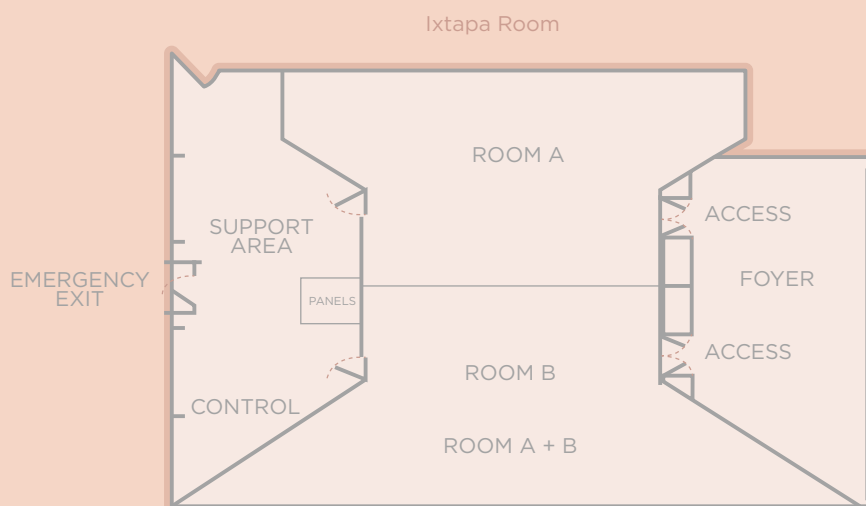 Ixtapa Room
ROOM A
ACCESS
SUPPORT
AREA
EMERGENCY
EXIT
FOYER
PANELS
ACCESS
ROOM B
CONTROL
ROOM A + B